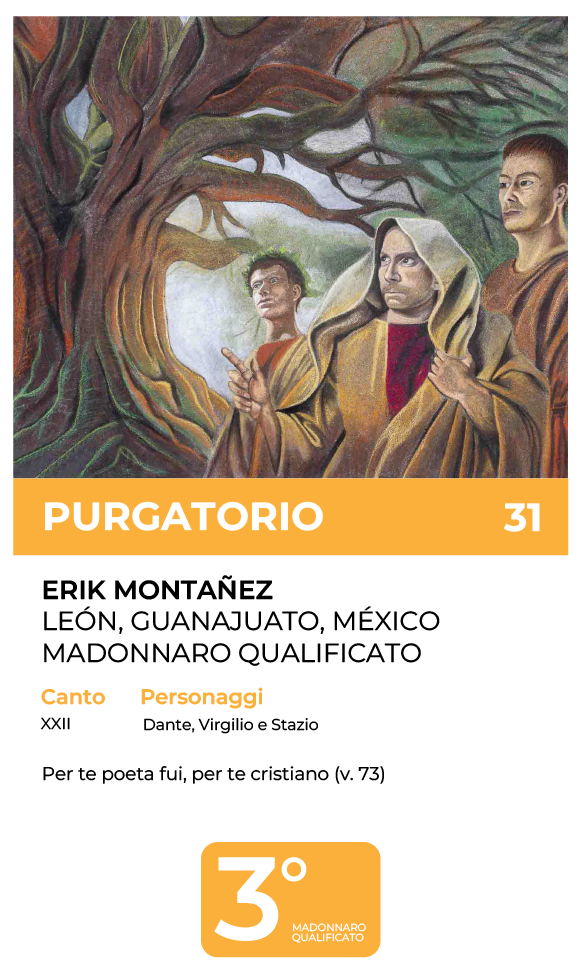 PURGATORIO 31
ERIK MONTAÑEZ
LEÓN, GUANAJUATO, MÉXICO
MADONNARO QUALIFICATO
Canto Personaggi
XXII Dante, Virgilio e Stazio
Per te poeta fui, per te cristiano (v. 73)
3°
MADONNARO
QUALIFICATO